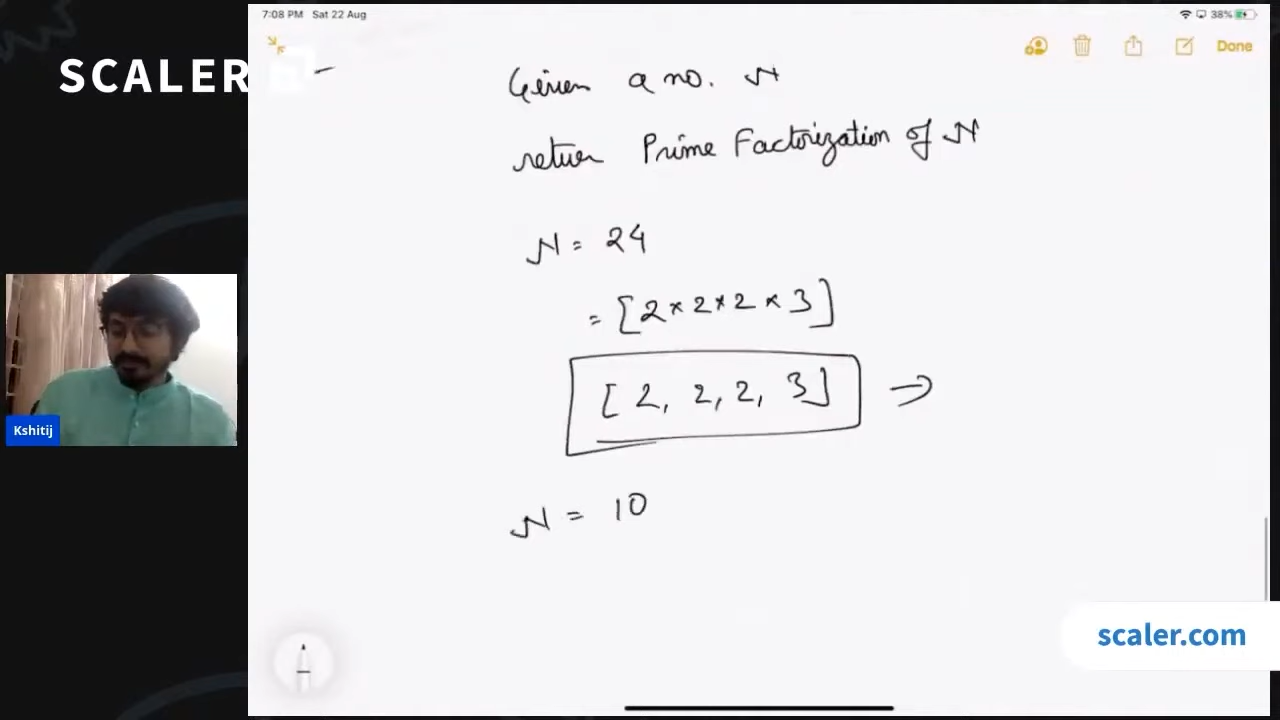 7:08 PM Sat 22 Aug
38%
Done
SCALER
Given a no. N
retur Prime Factorization of N
N = 24
= [2 × 2 × 2 × 3]
[2, 2, 2, 3] →
Kshitij
N = 10
scaler.com